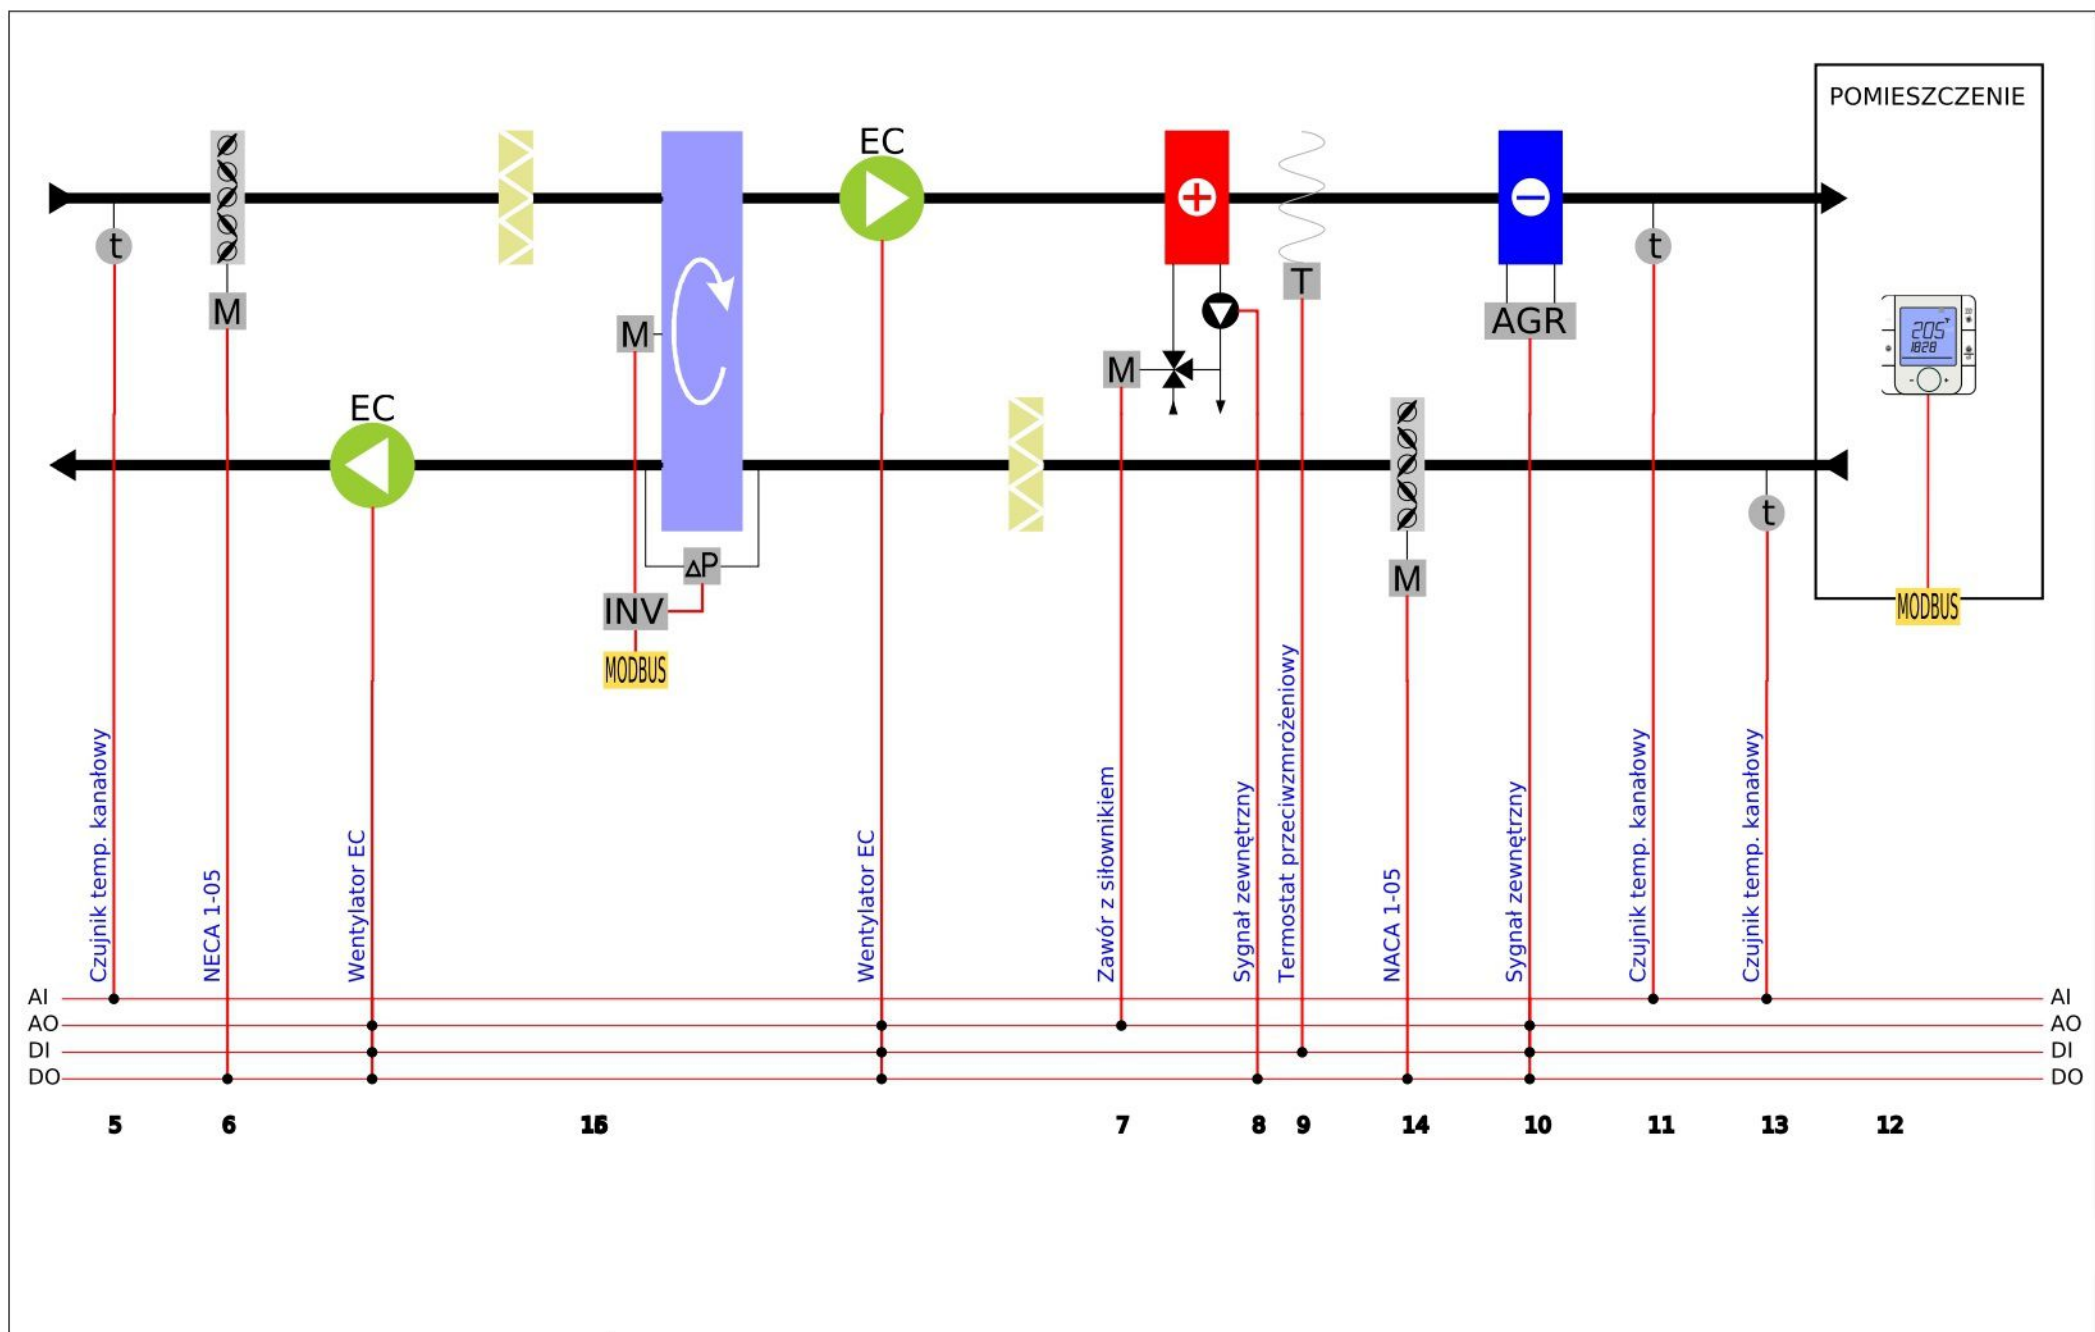 POMIESZCZENIE
EC
t
t
M
T
AGR
205
1828
M
M
EC
t
ΔP
M
INV
MODBUS
MODBUS
Czujnik temp. kanałowy
NECA 1-05
Wentylator EC
Wentylator EC
Zawór z siłownikiem
Sygnał zewnętrzny
Termostat przeciwzmrożeniowy
NACA 1-05
Sygnał zewnętrzny
Czujnik temp. kanałowy
Czujnik temp. kanałowy
AI AI
AO AO
DI DI
DO DO
5 6 7 8 9 14 10 11 13 12